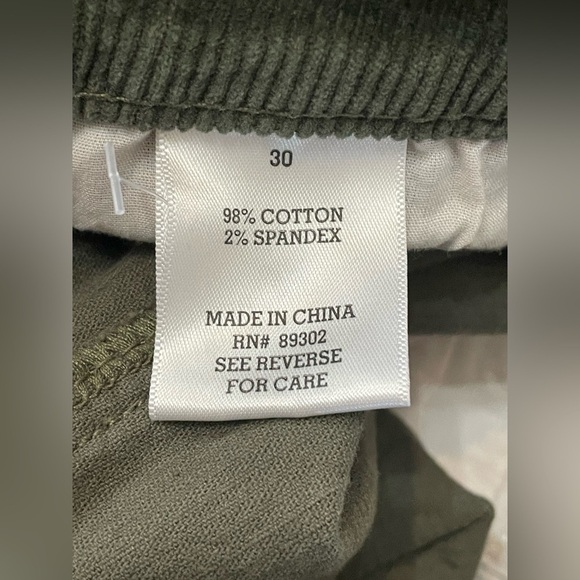 30
98% COTTON
2% SPANDEX
MADE IN CHINA
RN# 89302
SEE REVERSE
FOR CARE